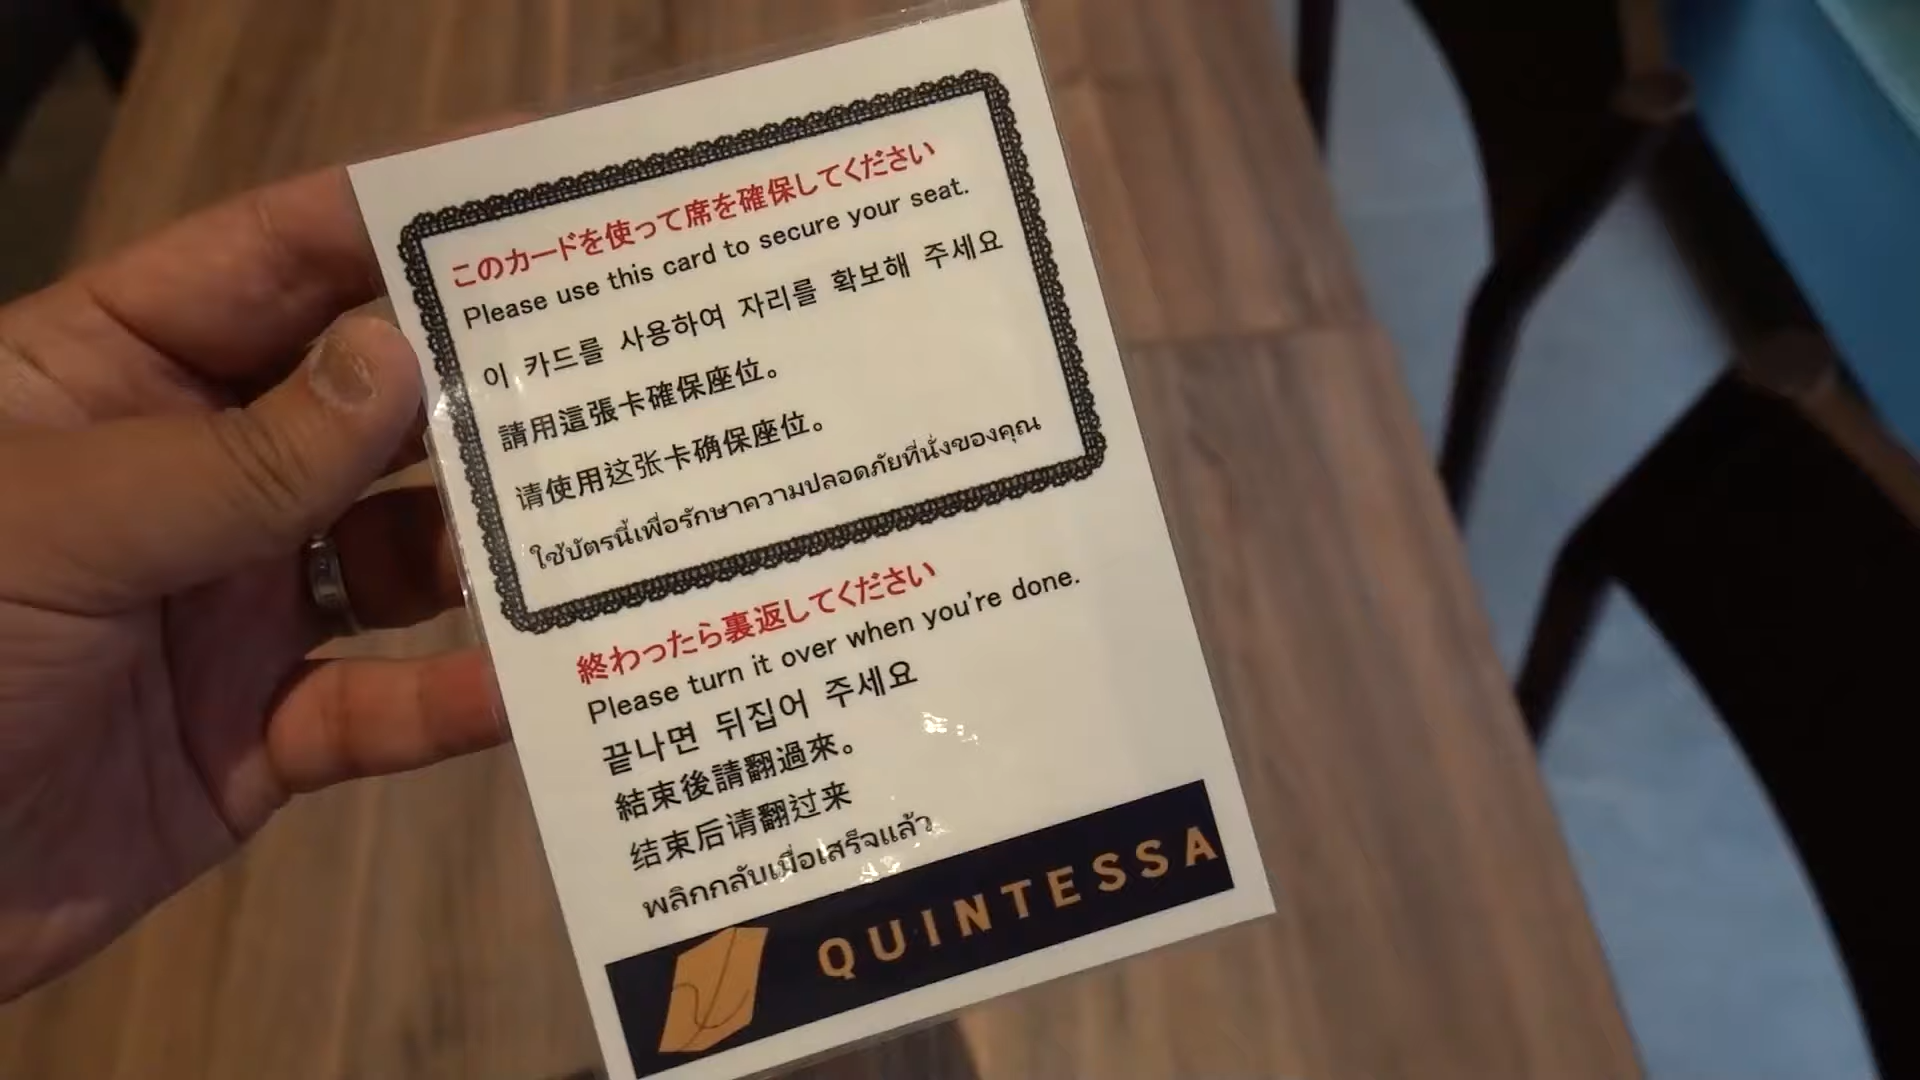 このカードを使って席を確保してください
Please use this card to secure your seat.
이 카드를 사용하여 자리를 확보해 주세요
請用這張卡確保座位。
请使用这张卡确保座位。
ใช้บัตรนี้เพื่อรักษาความปลอดภัยที่นั่งของคุณ
終わったら裏返してください
Please turn it over when you're done.
끝나면 뒤집어 주세요
結束後請翻過來。
结束后请翻过来
พลิกกลับเมื่อเสร็จแล้ว
QUINTESSA